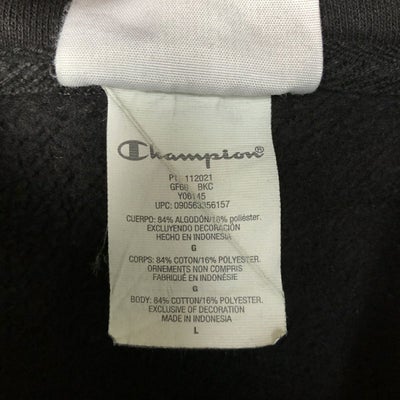 Champion
P1 112021
GF68 BKC
Y06145
UPC: 090563356157
CUERPO: 84% ALGODÓN/16% poliéster.
EXCLUYENDO DECORACIÓN
HECHO EN INDONESIA
G
CORPS: 84% COTON/16% POLYESTER.
ORNEMENTS NON COMPRIS
FABRIQUÉ EN INDONÉSIE
G
BODY: 84% COTTON/16% POLYESTER.
EXCLUSIVE OF DECORATION
MADE IN INDONESIA
L